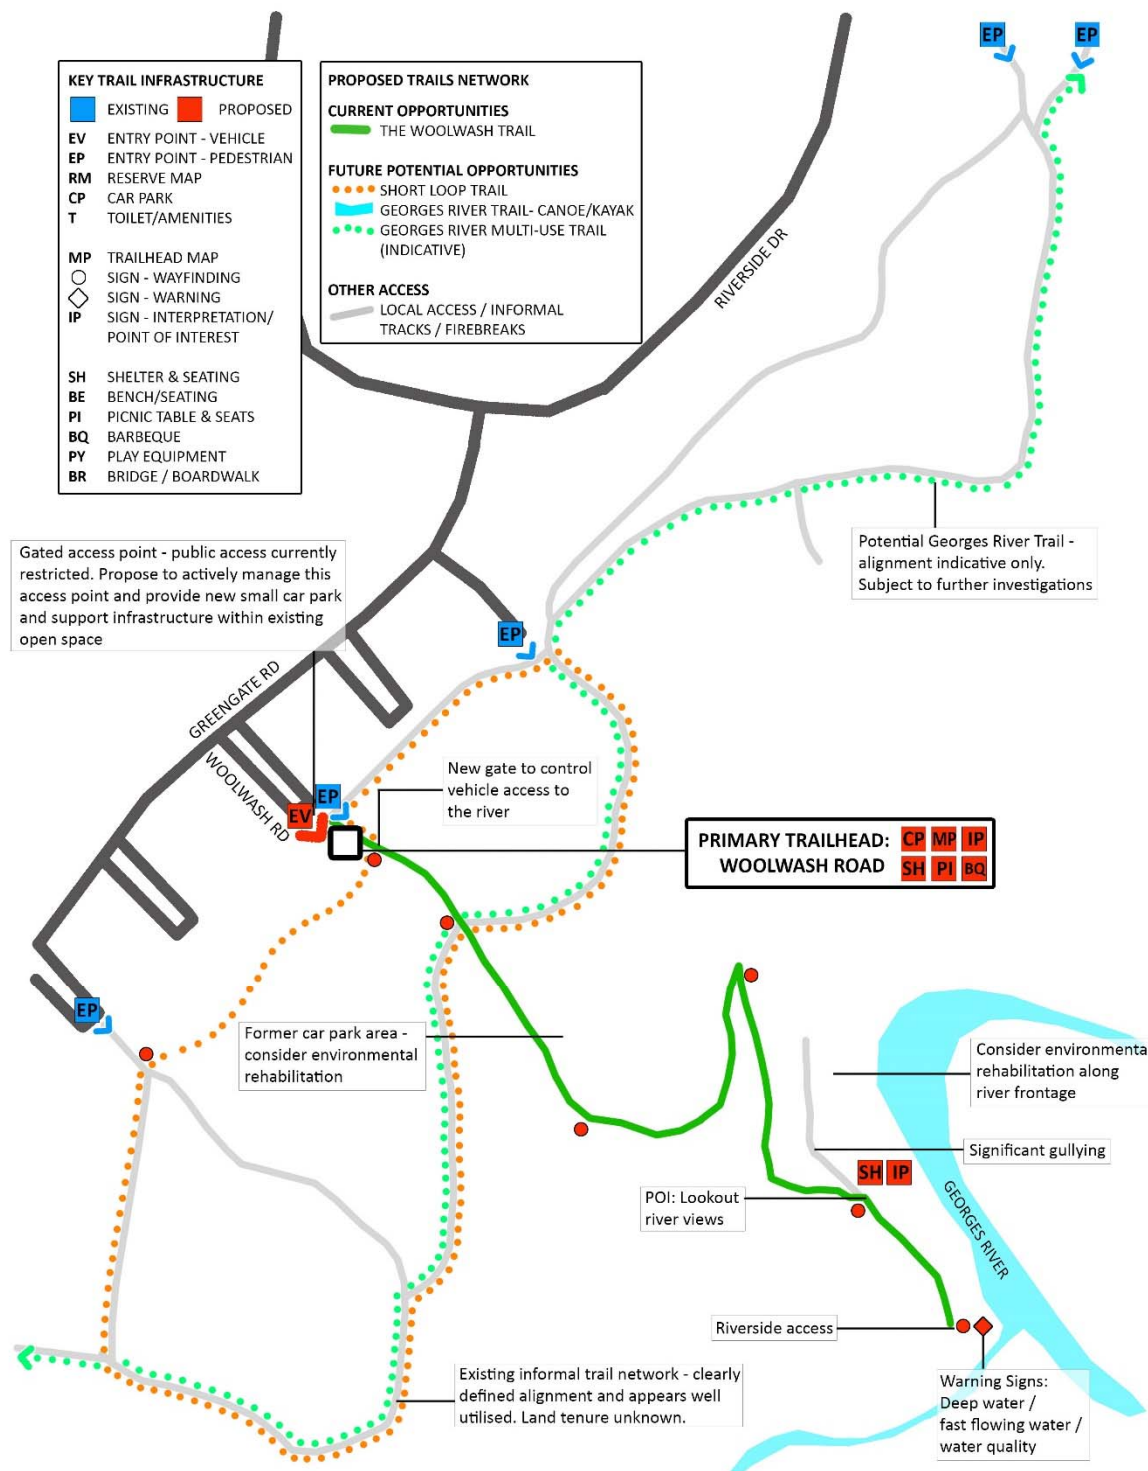 EP
EP
KEY TRAIL INFRASTRUCTURE
EXISTING
PROPOSED
EV ENTRY POINT - VEHICLE
EP ENTRY POINT - PEDESTRIAN
RM RESERVE MAP
CP CAR PARK
T TOILET/AMENITIES
MP TRAILHEAD MAP
SIGN - WAYFINDING
SIGN - WARNING
IP SIGN - INTERPRETATION/
POINT OF INTEREST
SH SHELTER & SEATING
BE BENCH/SEATING
PI PICNIC TABLE & SEATS
BQ BARBEQUE
PY PLAY EQUIPMENT
BR BRIDGE / BOARDWALK
PROPOSED TRAILS NETWORK
CURRENT OPPORTUNITIES
THE WOOLWASH TRAIL
FUTURE POTENTIAL OPPORTUNITIES
SHORT LOOP TRAIL
GEORGES RIVER TRAIL- CANOE/KAYAK
GEORGES RIVER MULTI-USE TRAIL
(INDICATIVE)
OTHER ACCESS
LOCAL ACCESS / INFORMAL
TRACKS / FIREBREAKS
RIVERSIDE DR
Gated access point - public access currently
restricted. Propose to actively manage this
access point and provide new small car park
and support infrastructure within existing
open space
Potential Georges River Trail -
alignment indicative only.
Subject to further investigations
EP
GREENGATE RD
WOOLWASH RD
EP
EV
New gate to control
vehicle access to
the river
PRIMARY TRAILHEAD:
WOOLWASH ROAD
CP MP IP
SH PI BQ
EP
Former car park area -
consider environmental
rehabilitation
Consider environmenta
rehabilitation along
river frontage
Significant gullying
SH IP
POI: Lookout
river views
GEORGES RIVER
Riverside access
Existing informal trail network - clearly
defined alignment and appears well
utilised. Land tenure unknown.
Warning Signs:
Deep water /
fast flowing water /
water quality